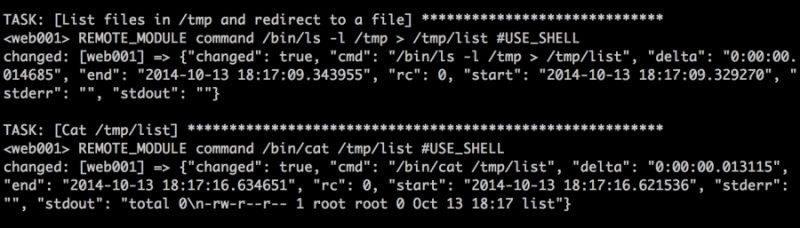 TASK: [List files in /tmp and redirect to a file] ****************************
<web001> REMOTE_MODULE command /bin/ls -l /tmp > /tmp/list #USE_SHELL
changed: [web001] => {"changed": true, "cmd": "/bin/ls -l /tmp > /tmp/list", "delta": "0:00:00.
014685", "end": "2014-10-13 18:17:09.343955", "rc": 0, "start": "2014-10-13 18:17:09.329270", "
stderr": "", "stdout": ""}
TASK: [Cat /tmp/list] *******************************************************
<web001> REMOTE_MODULE command /bin/cat /tmp/list #USE_SHELL
changed: [web001] => {"changed": true, "cmd": "/bin/cat /tmp/list", "delta": "0:00:00.013115",
"end": "2014-10-13 18:17:16.634651", "rc": 0, "start": "2014-10-13 18:17:16.621536", "stderr":
"", "stdout": "total 0\n-rw-r--r-- 1 root root 0 Oct 13 18:17 list"}